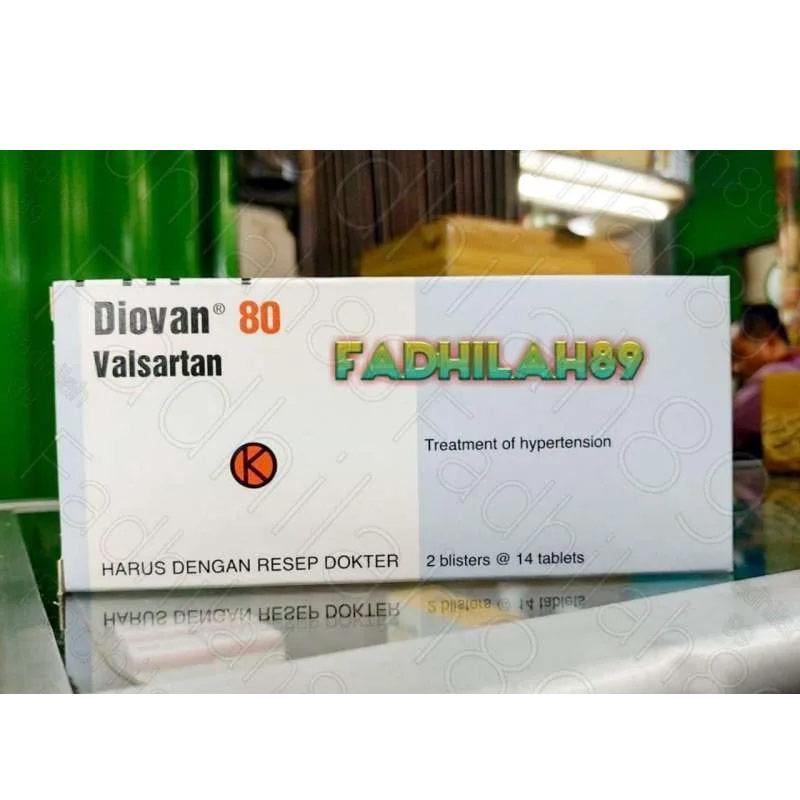 Diovan® 80
Valsartan
FADHILAH89
K
Treatment of hypertension
HARUS DENGAN RESEP DOKTER
2 blisters @ 14 tablets